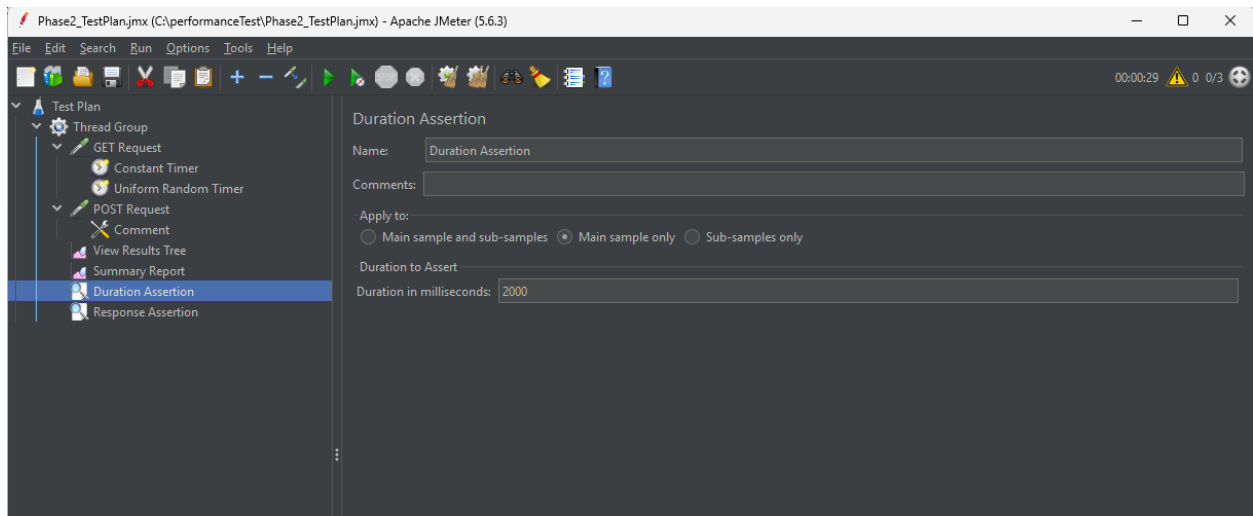 Phase2_TestPlan.jmx (C:\performanceTest\Phase2_TestPlan.jmx) - Apache JMeter (5.6.3)
File Edit Search Run Options Tools Help
00:00:29 0 0/3
Test Plan
Thread Group
GET Request
Constant Timer
Uniform Random Timer
POST Request
Comment
View Results Tree
Summary Report
Duration Assertion
Response Assertion
Duration Assertion
Name: Duration Assertion
Comments:
Apply to:
Main sample and sub-samples Main sample only Sub-samples only
Duration to Assert
Duration in milliseconds: 2000